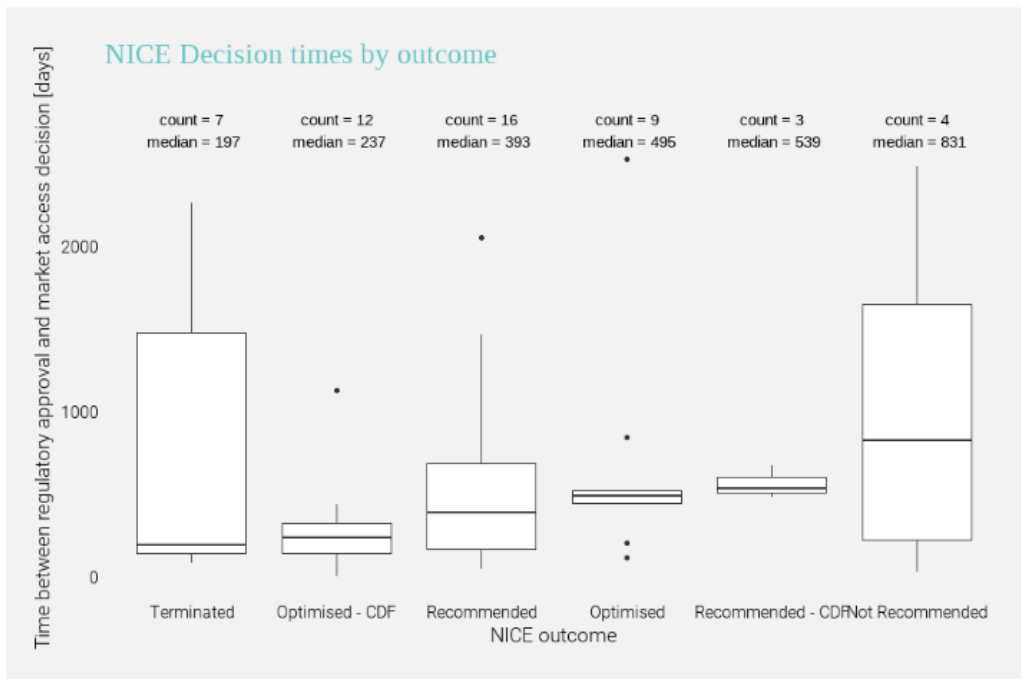 NICE Decision times by outcome
Time between regulatory approval and market access decision [days]
count = 7
median = 197
count = 12
median = 237
count = 16
median = 393
count = 9
median = 495
count = 3
median = 539
count = 4
median = 831
2000
1000
0
Terminated
Optimised - CDF
Recommended
Optimised
Recommended - CDF
Not Recommended
NICE outcome